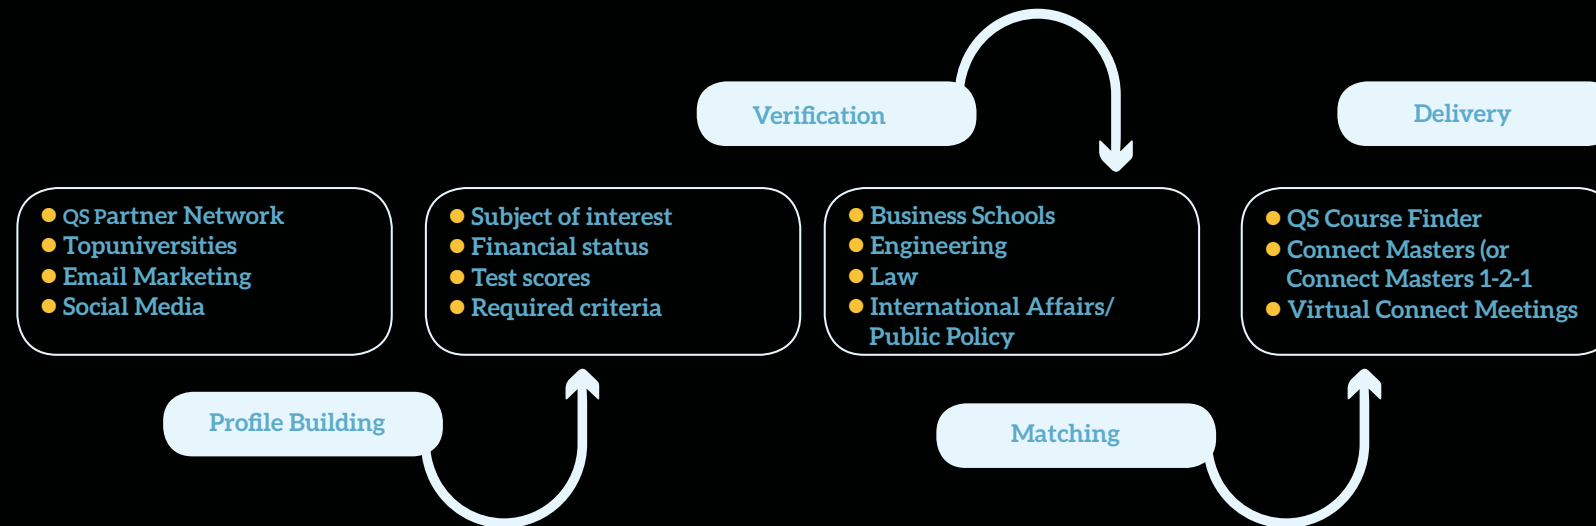 Verification
Delivery
QS Partner Network
Topuniversities
Email Marketing
Social Media
Subject of interest
Financial status
Test scores
Required criteria
Business Schools
Engineering
Law
International Affairs/
Public Policy
QS Course Finder
Connect Masters (or
Connect Masters 1-2-1
Virtual Connect Meetings
Profile Building
Matching